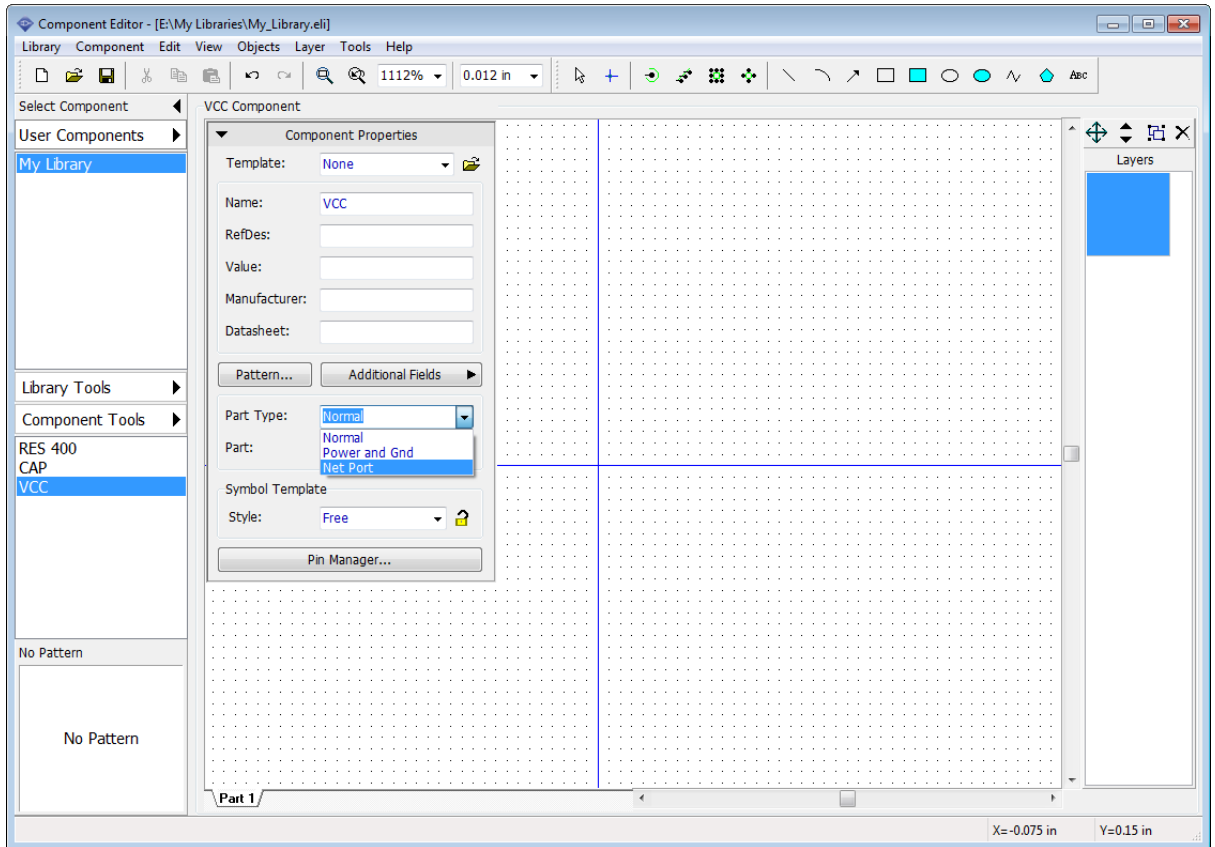 Component Editor - [E:\My Libraries\My_Library.eli]
Library Component Edit View Objects Layer Tools Help
1112% 0.012 in ABC
Select Component
VCC Component
User Components
My Library
Component Properties
Template: None
Name: VCC
RefDes:
Value:
Manufacturer:
Datasheet:
Pattern... Additional Fields
Part Type: Normal
Normal
Part: Power and Gnd
Net Port
Symbol Template
Style: Free
Pin Manager...
Layers
Library Tools
Component Tools
RES 400
CAP
VCC
No Pattern
No Pattern
Part 1
X=-0.075 in Y=0.15 in